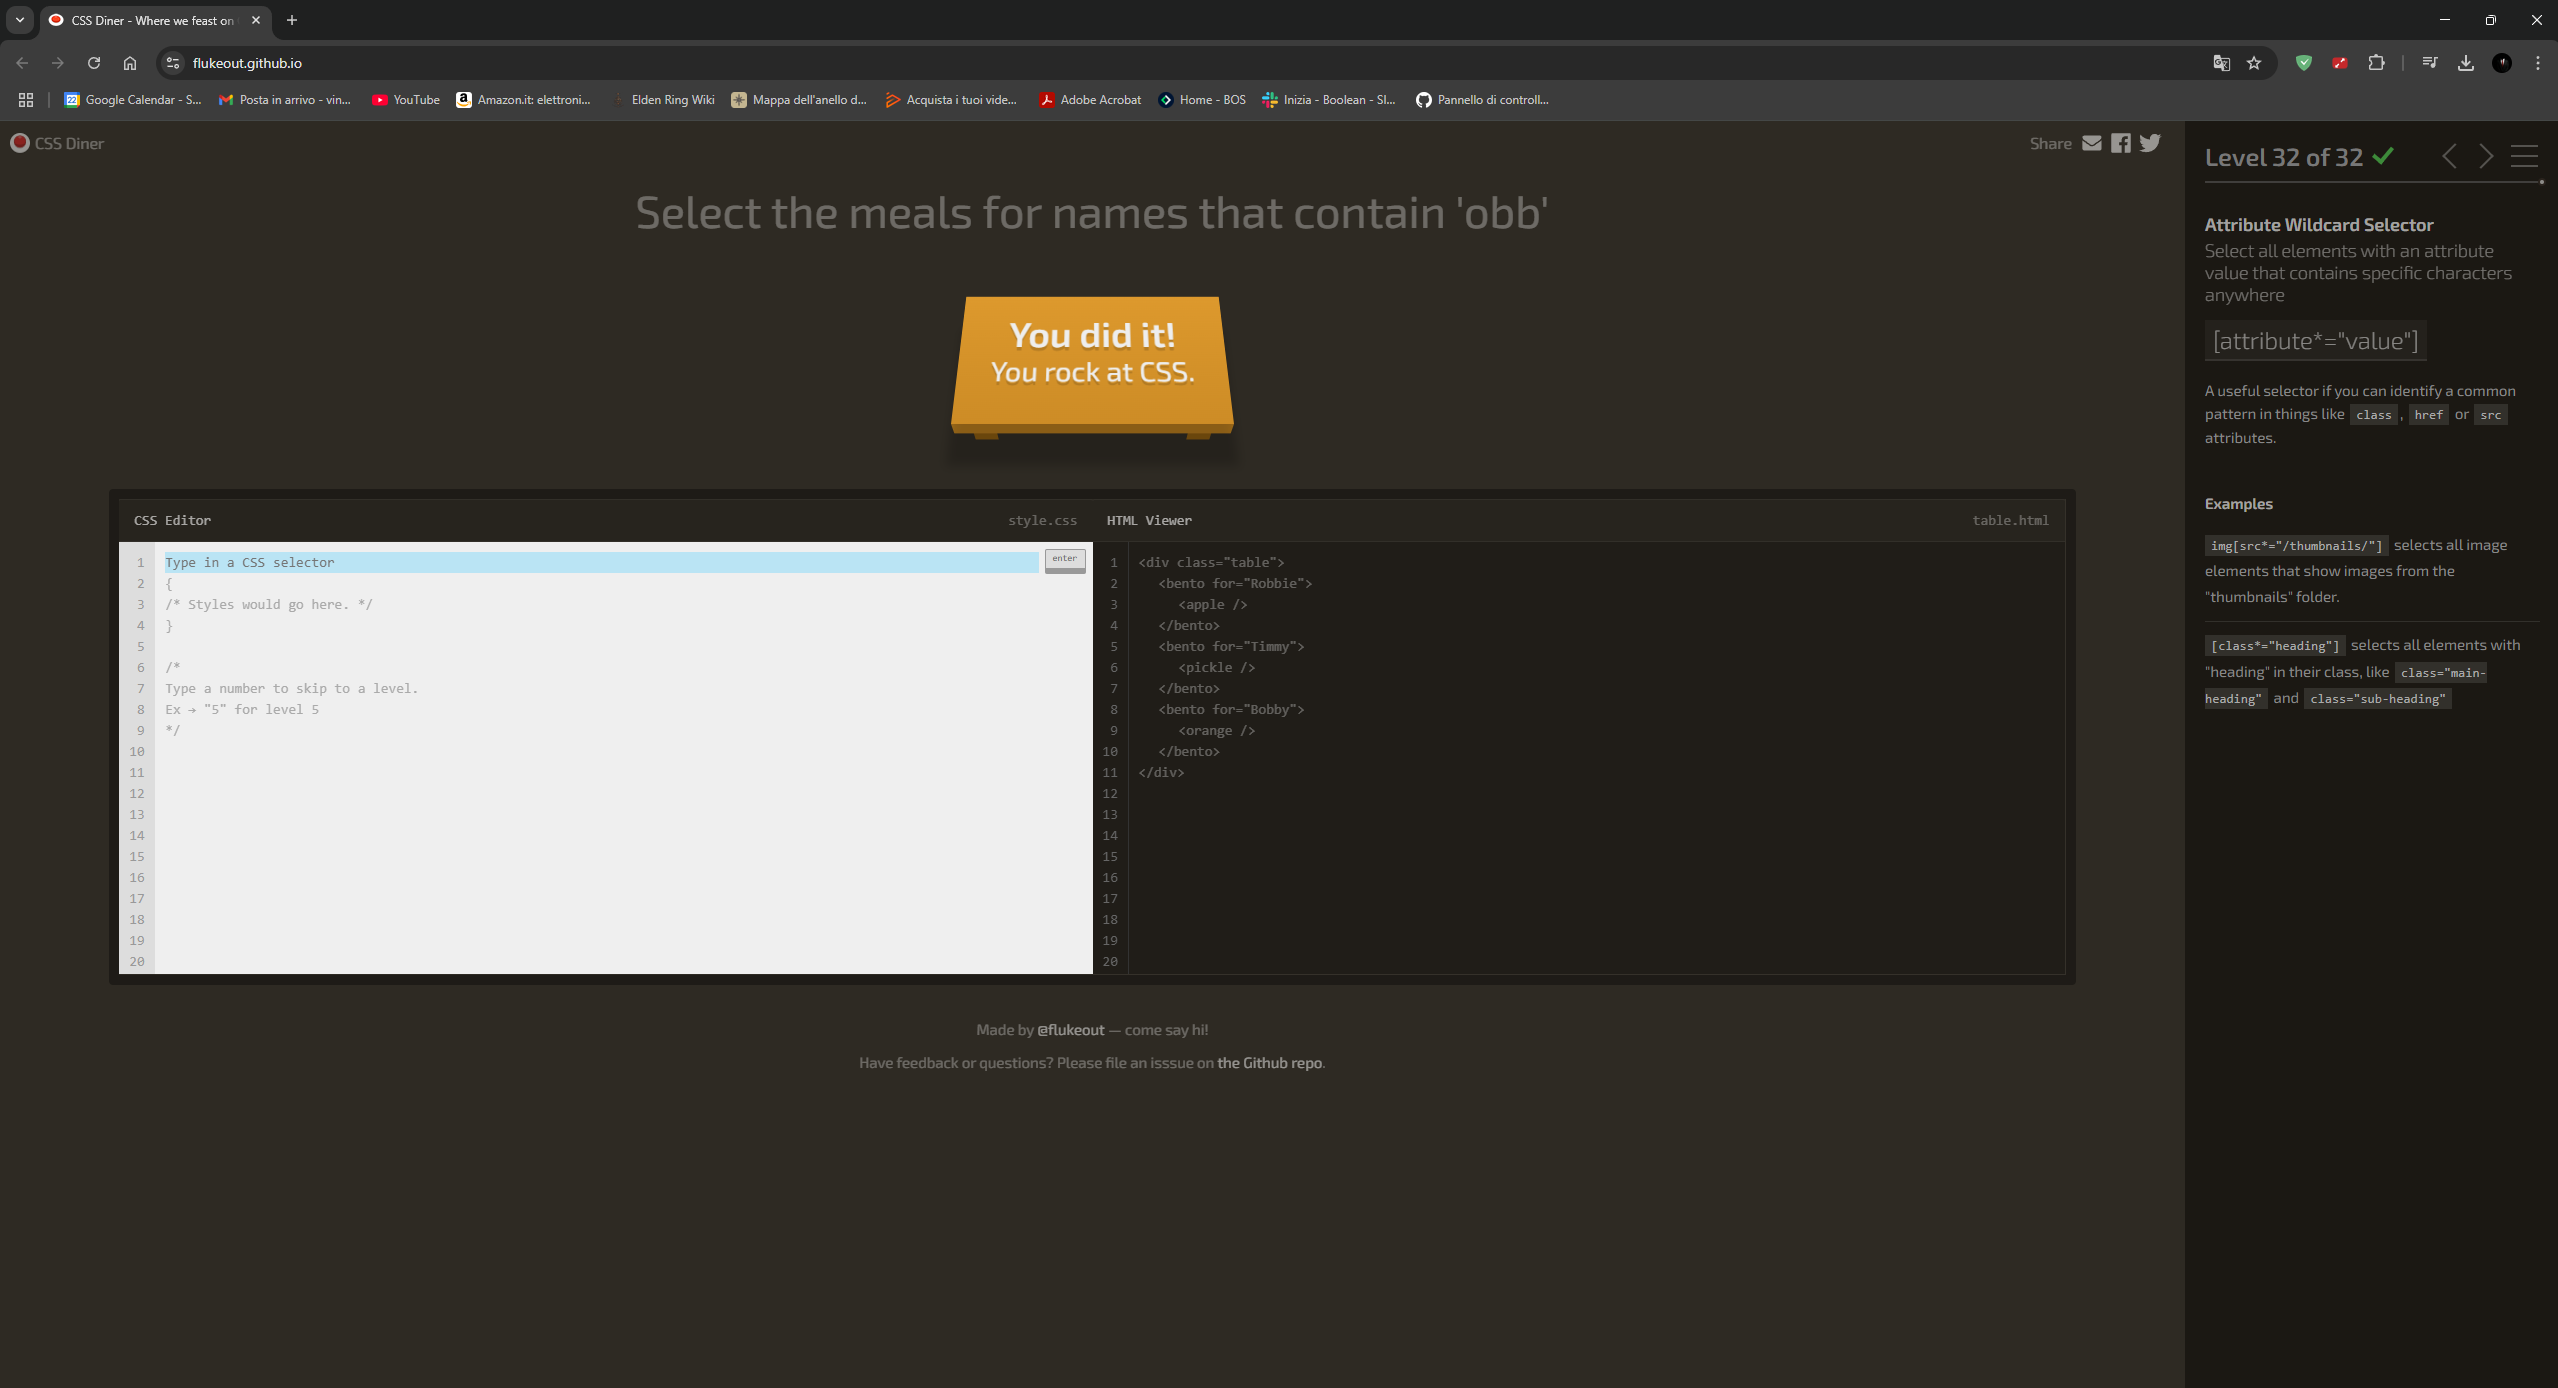 CSS Diner - Where we feast on
flukeout.github.io
Google Calendar - S...
Posta in arrivo - vin...
YouTube
Amazon.it: elettroni...
Elden Ring Wiki
Mappa dell'anello d...
Acquista i tuoi vide...
Adobe Acrobat
Home - BOS
Inizia - Boolean - Sl...
Pannello di controll...
CSS Diner
Share
Select the meals for names that contain 'obb'
You did it!
You rock at CSS.
CSS Editor
style.css
1 Type in a CSS selector
enter
2 {
3 /* Styles would go here. */
4 }
5
6 /*
7 Type a number to skip to a level.
8 Ex → "5" for level 5
9 */
10
11
12
13
14
15
16
17
18
19
20
HTML Viewer
table.html
1 <div class="table">
2 <bento for="Robbie">
3 <apple />
4 </bento>
5 <bento for="Timmy">
6 <pickle />
7 </bento>
8 <bento for="Bobby">
9 <orange />
10 </bento>
11 </div>
12
13
14
15
16
17
18
19
20
Made by @flukeout — come say hi!
Have feedback or questions? Please file an isssue on the Github repo.
Level 32 of 32
Attribute Wildcard Selector
Select all elements with an attribute
value that contains specific characters
anywhere
[attribute*="value"]
A useful selector if you can identify a common
pattern in things like class , href or src
attributes.
Examples
img[src*="/thumbnails/"] selects all image
elements that show images from the
"thumbnails" folder.
[class*="heading"] selects all elements with
"heading" in their class, like class="main-
heading" and class="sub-heading"